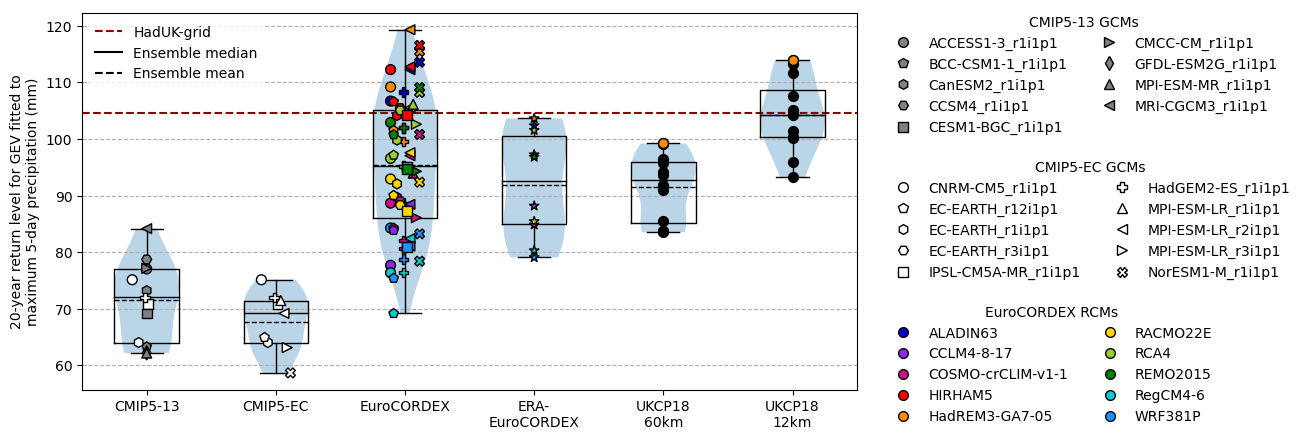 20-year return level for GEV fitted to
maximum 5-day precipitation (mm)
120
110
100
90
80
70
60
HadUK-grid
Ensemble median
Ensemble mean
CMIP5-13
CMIP5-EC
EuroCORDEX
ERA-
EuroCORDEX
UKCP18
60km
UKCP18
12km
CMIP5-13 GCMs
ACCESS1-3_r1i1p1
BCC-CSM1-1_r1i1p1
CanESM2_r1i1p1
CCSM4_r1i1p1
CESM1-BGC_r1i1p1
CMCC-CM_r1i1p1
GFDL-ESM2G_r1i1p1
MPI-ESM-MR_r1i1p1
MRI-CGCM3_r1i1p1
CMIP5-EC GCMs
CNRM-CM5_r1i1p1
EC-EARTH_r12i1p1
EC-EARTH_r1i1p1
EC-EARTH_r3i1p1
IPSL-CM5A-MR_r1i1p1
HadGEM2-ES_r1i1p1
MPI-ESM-LR_r1i1p1
MPI-ESM-LR_r2i1p1
MPI-ESM-LR_r3i1p1
NorESM1-M_r1i1p1
EuroCORDEX RCMs
ALADIN63
CCLM4-8-17
COSMO-crCLIM-v1-1
HIRHAM5
HadREM3-GA7-05
RACMO22E
RCA4
REMO2015
RegCM4-6
WRF381P